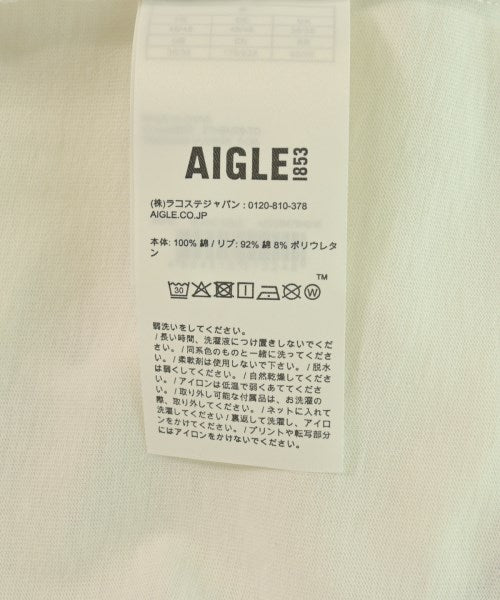 AIGLE 1853
(株)ラコステジャパン : 0120-810-378
AIGLE.CO.JP
本体: 100% 綿 / リブ: 92% 綿 8% ポリウレタ
ン
TM
30 W
弱洗いをしてください。
/ 長い時間、洗濯液につけ置きしないでくだ
さい。 / 同系色のものと一緒に洗ってくださ
い。 / 柔軟剤は使用しないで下さい。 / 脱水
は弱くしてください。 / 自然乾燥してくださ
い。 / アイロンは低温で弱くあててくださ
い。 / 取り外し可能な付属品は、お洗濯の
際、取り外してください。 / ネットに入れて
洗濯してください / 裏返して洗濯し、アイロ
ンをかけてください。 / プリントや転写部分
にはアイロンをかけないでください。